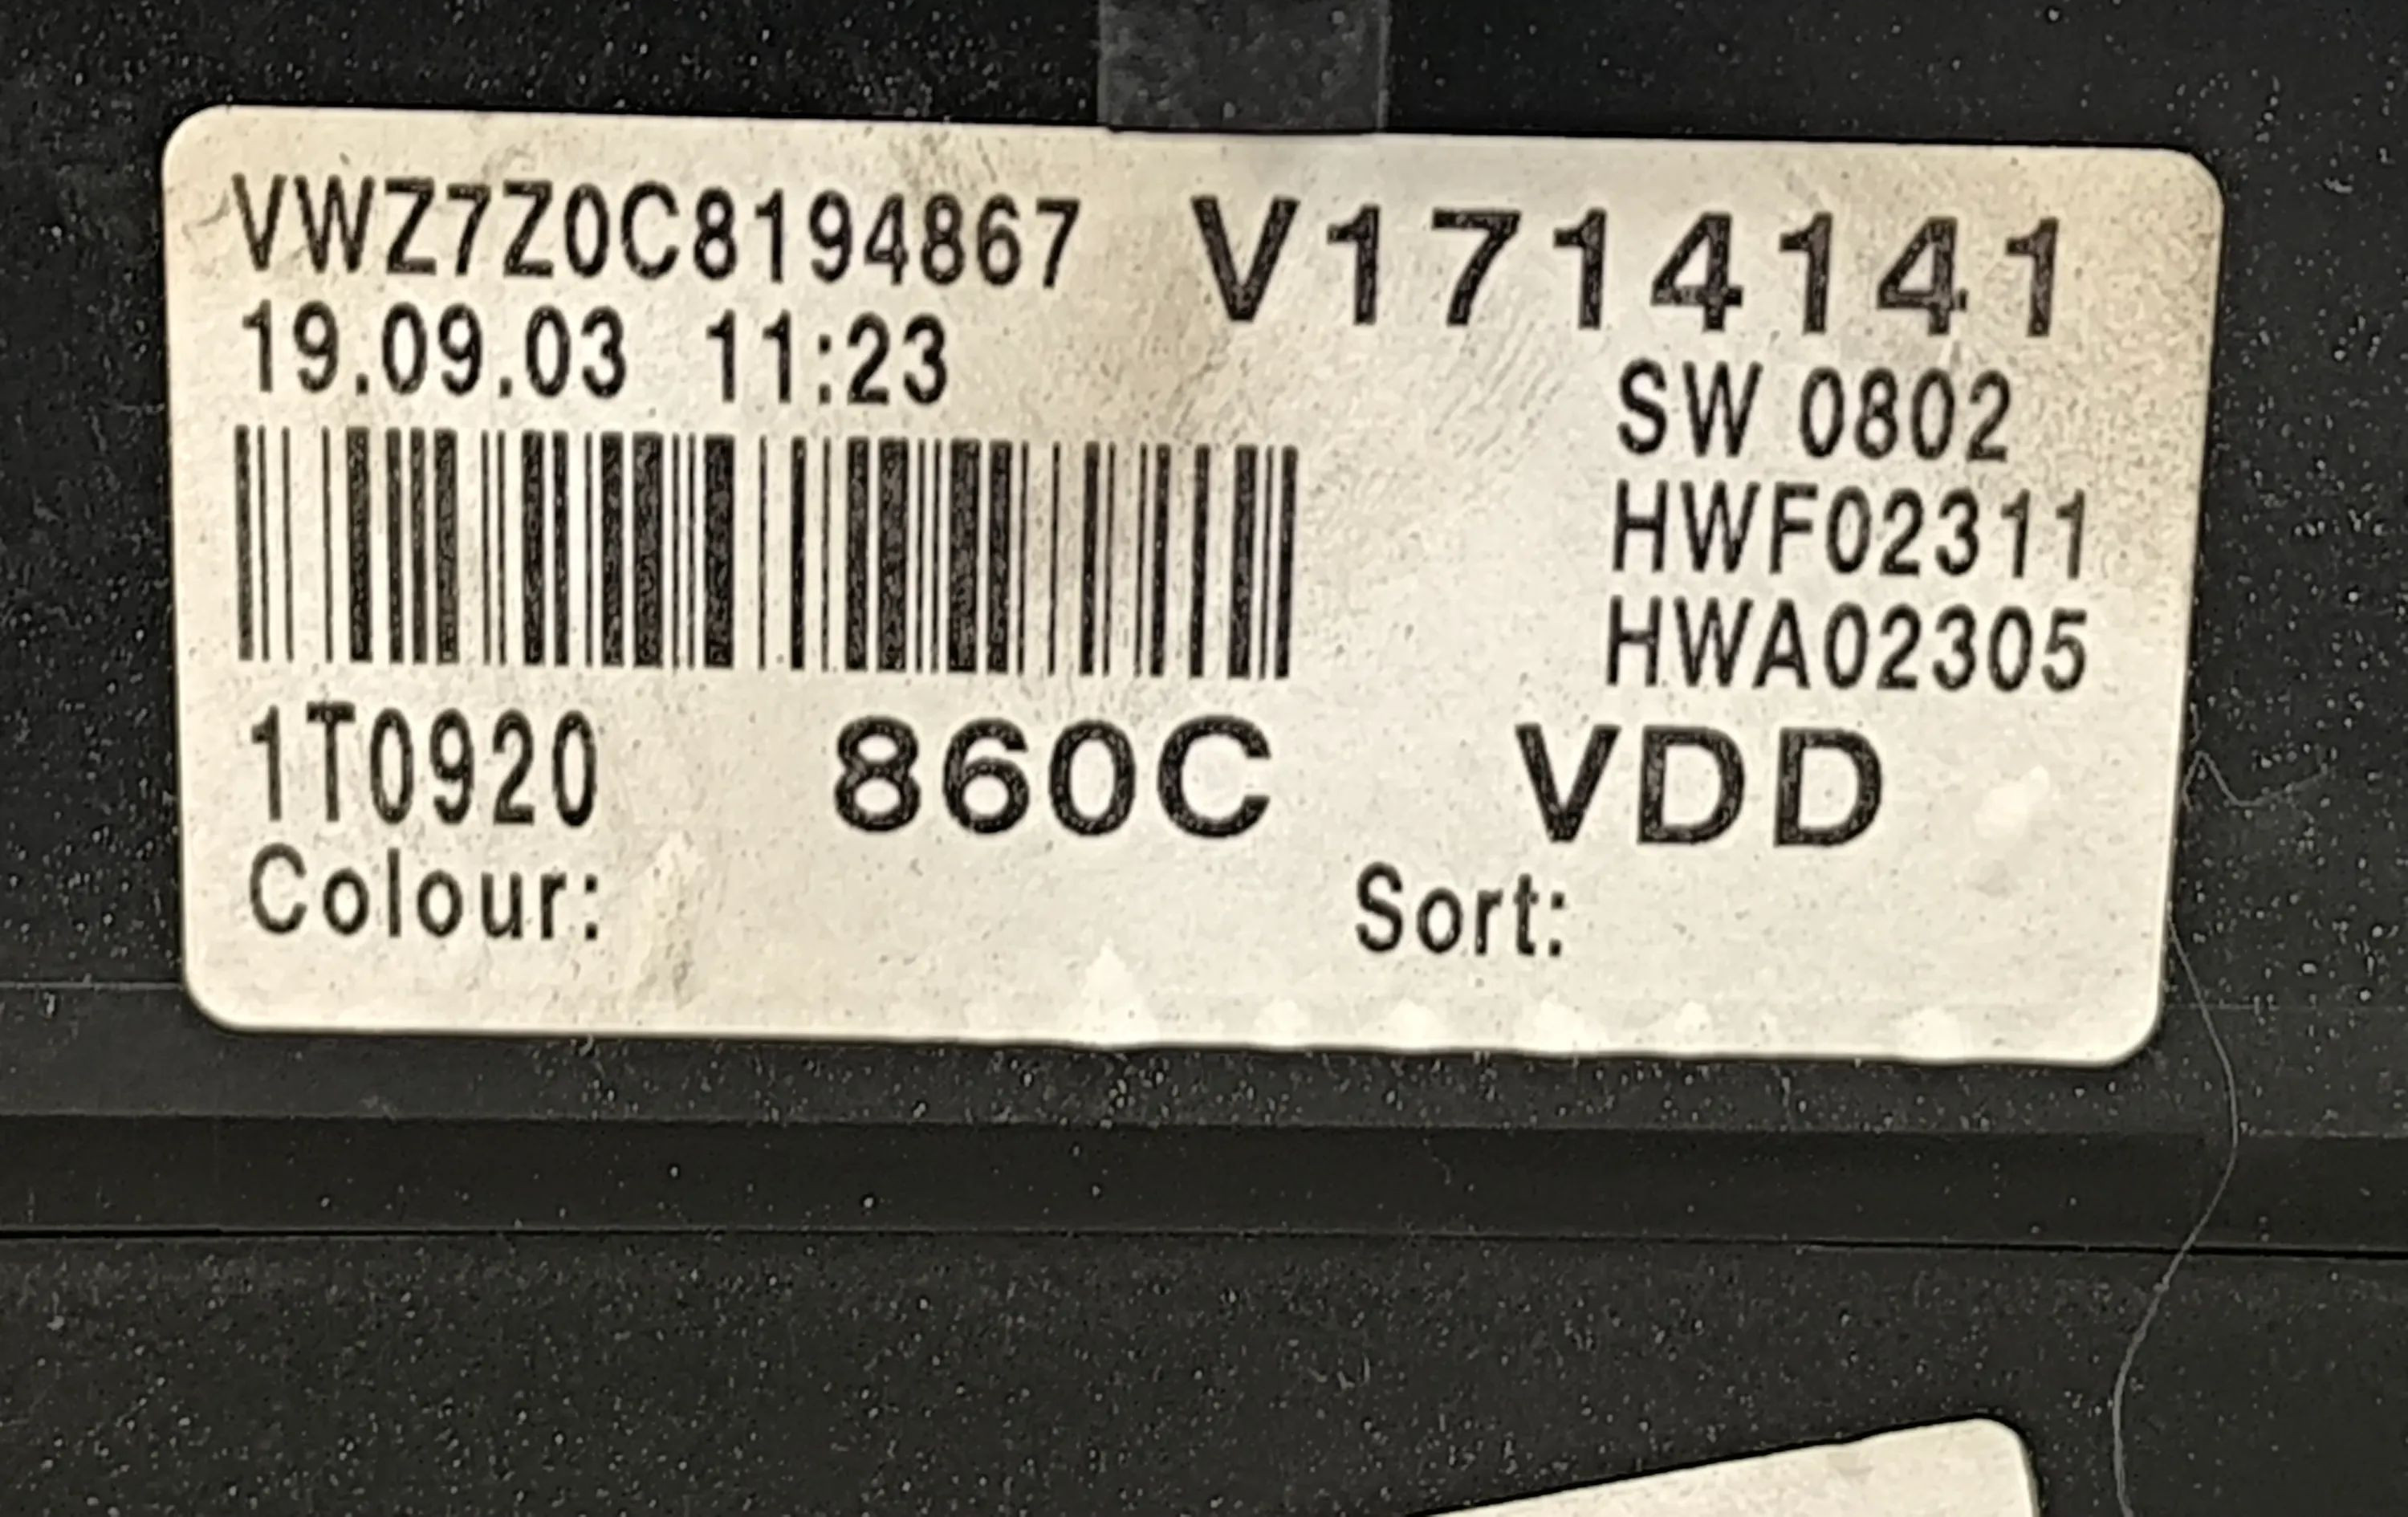 VWZ7Z0C8194867 V1714141
19.09.03 11:23
SW 0802
HWF02311
HWA02305
1T0920 860C VDD
Colour: Sort: